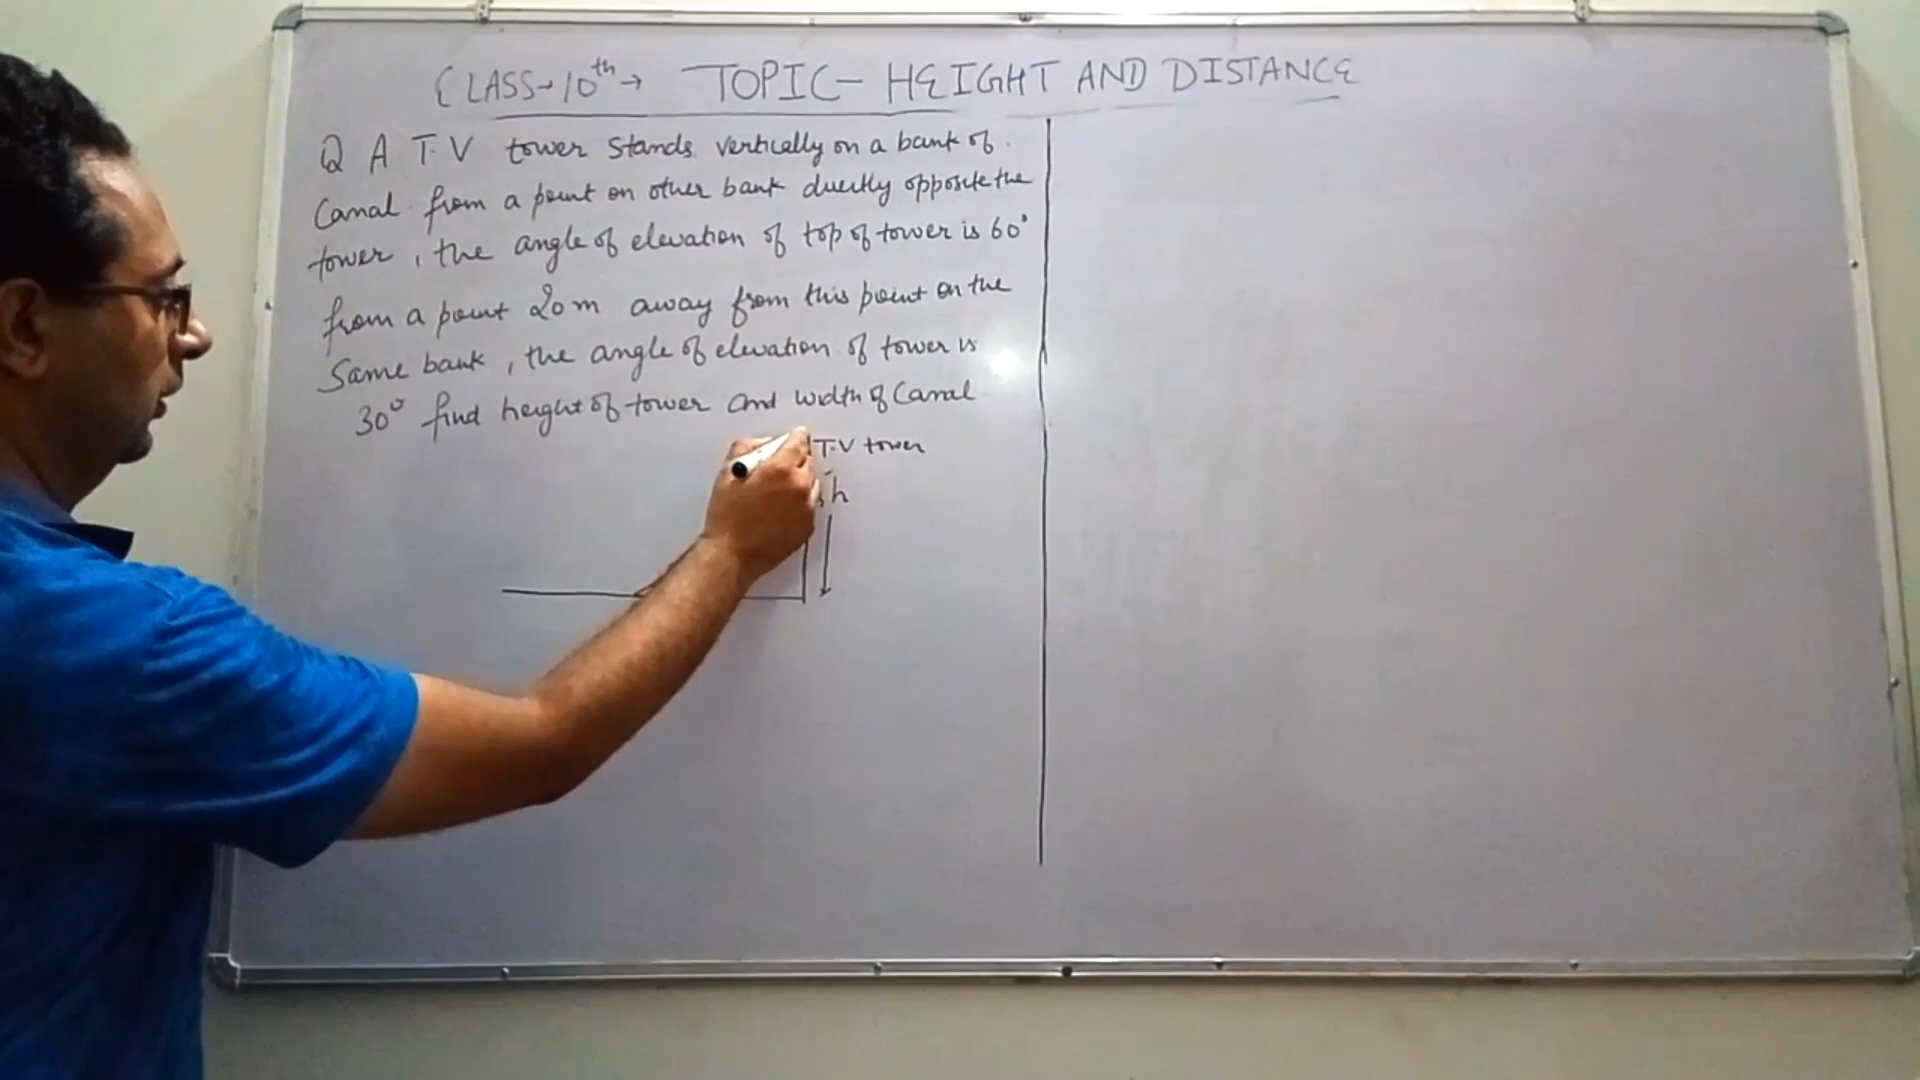 CLASS→10th→ TOPIC- HEIGHT AND DISTANCE
Q A T.V tower stands vertically on a bank of
Canal. from a point on other bank directly opposite the
tower, the angle of elevation of top of tower is 60°
from a point 20m away from this point on the
Same bank, the angle of elevation of tower is
30° find height of tower and width of Canal
T.V tower
h